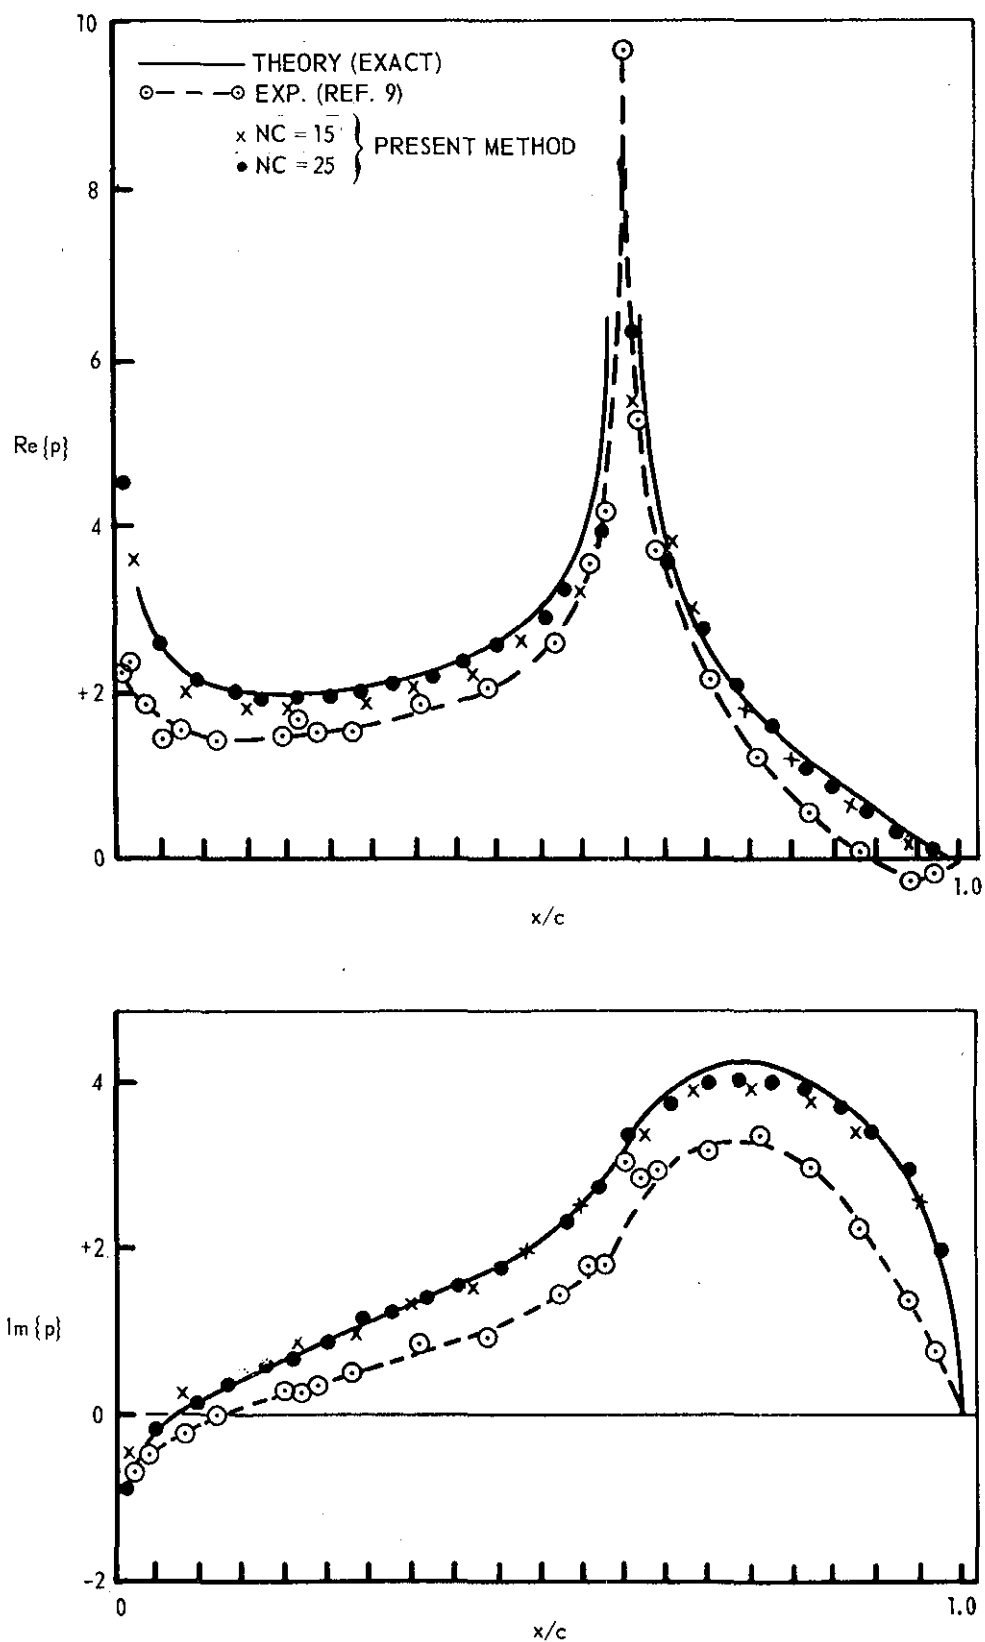 10
THEORY (EXACT)
EXP. (REF. 9)
x NC = 15
PRESENT METHOD
• NC = 25
8
6
Re {p}
4
+2
0
1.0
x/c
4
+2
Im {p}
0
-2
0
1.0
x/c